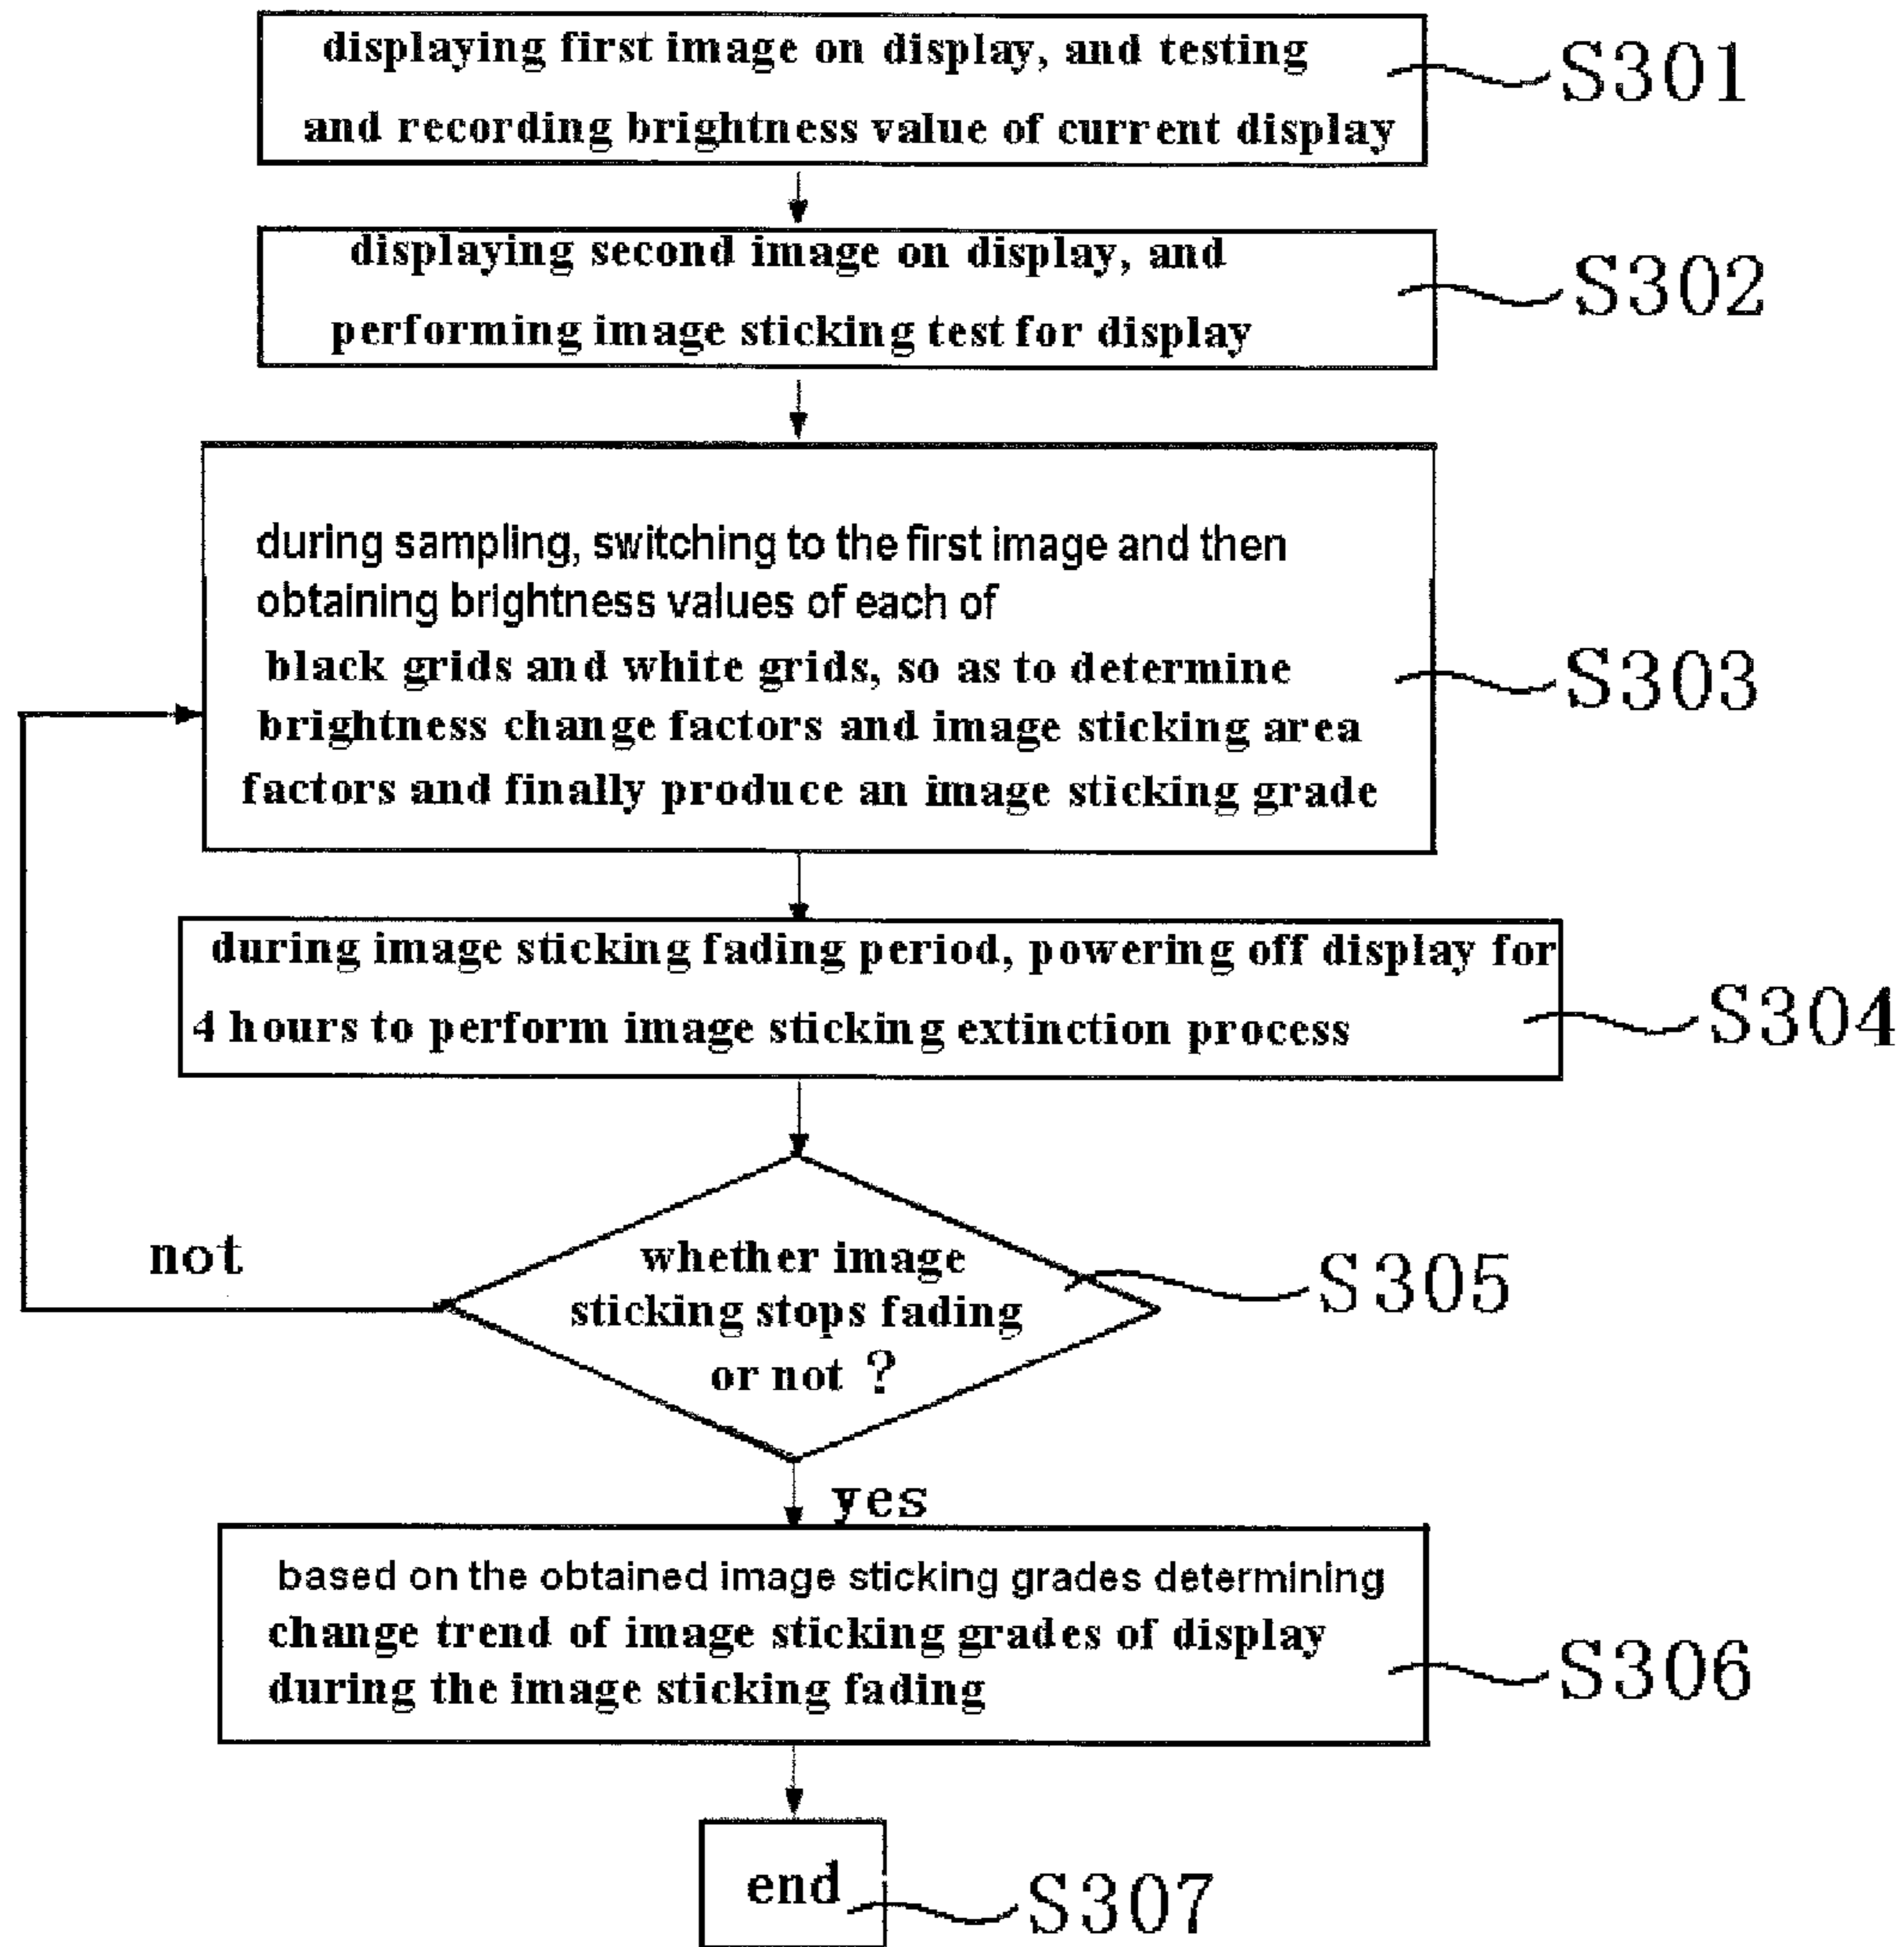 displaying first image on display, and testing
and recording brightness value of current display
S301
displaying second image on display, and
performing image sticking test for display
S302
during sampling, switching to the first image and then
obtaining brightness values of each of
black grids and white grids, so as to determine
brightness change factors and image sticking area
factors and finally produce an image sticking grade
S303
during image sticking fading period, powering off display for
4 hours to perform image sticking extinction process
S304
not
whether image
sticking stops fading
or not ?
S305
yes
based on the obtained image sticking grades determining
change trend of image sticking grades of display
during the image sticking fading
S306
end
S307